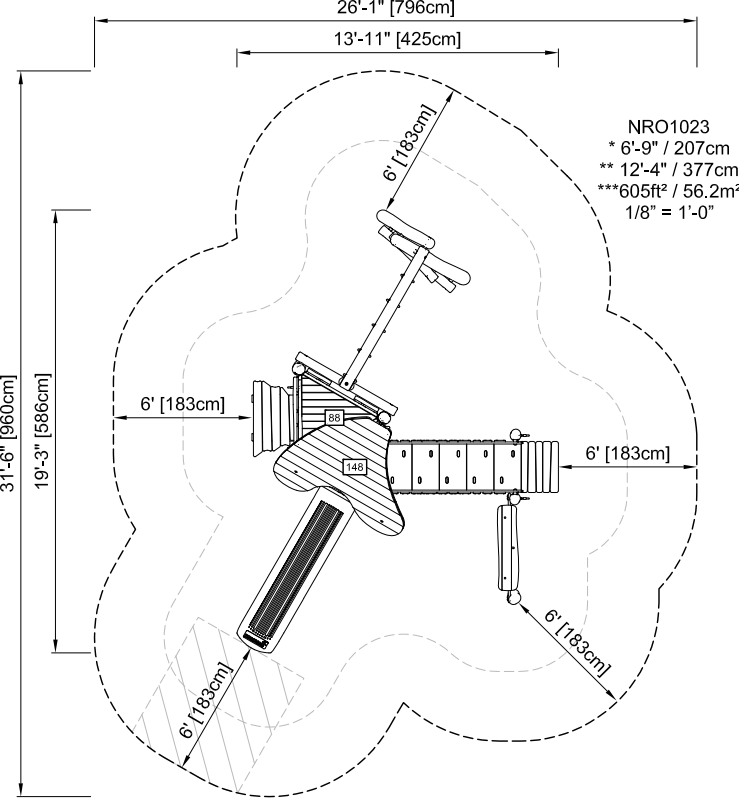 26'-1" [796cm]
13'-11" [425cm]
6' [183cm]
NRO1023
* 6'-9" / 207cm
** 12'-4" / 377cm
***605ft² / 56.2m²
1/8” = 1’-0”
31'-6" [960cm]
19'-3" [586cm]
6' [183cm]
88
148
6' [183cm]
6' [183cm]
6' [183cm]